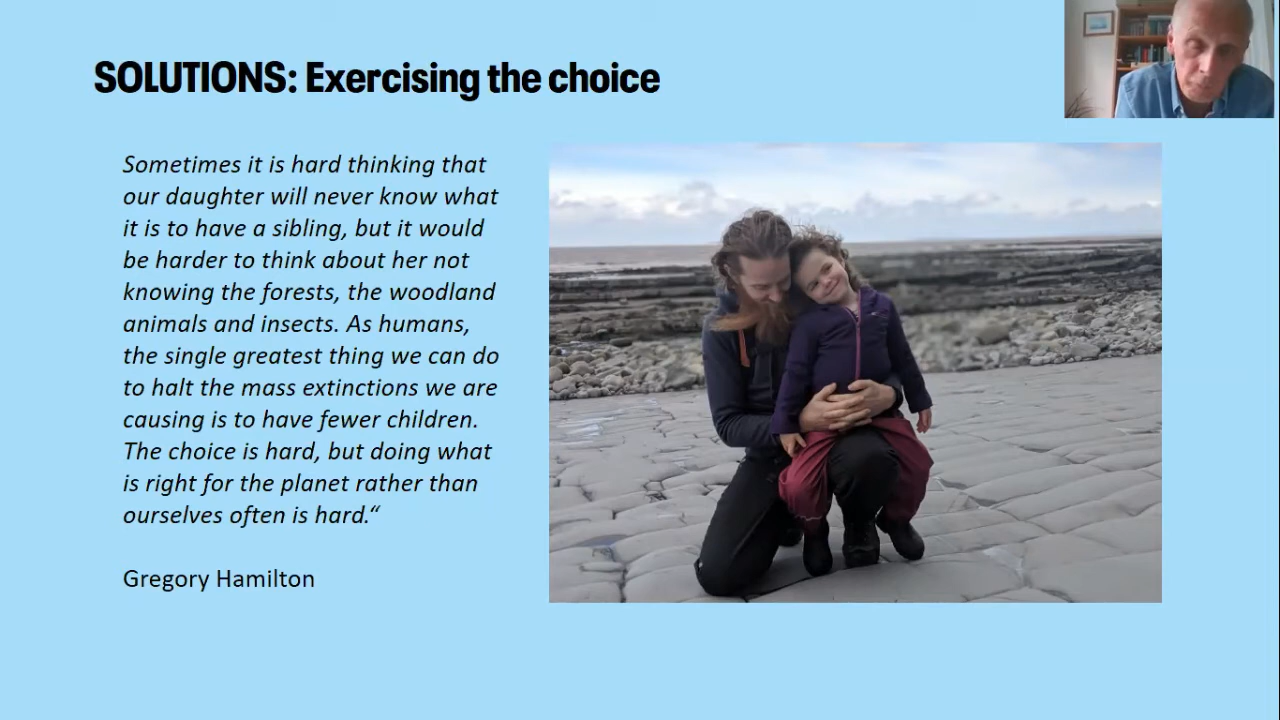 SOLUTIONS: Exercising the choice
Sometimes it is hard thinking that
our daughter will never know what
it is to have a sibling, but it would
be harder to think about her not
knowing the forests, the woodland
animals and insects. As humans,
the single greatest thing we can do
to halt the mass extinctions we are
causing is to have fewer children.
The choice is hard, but doing what
is right for the planet rather than
ourselves often is hard.“
Gregory Hamilton